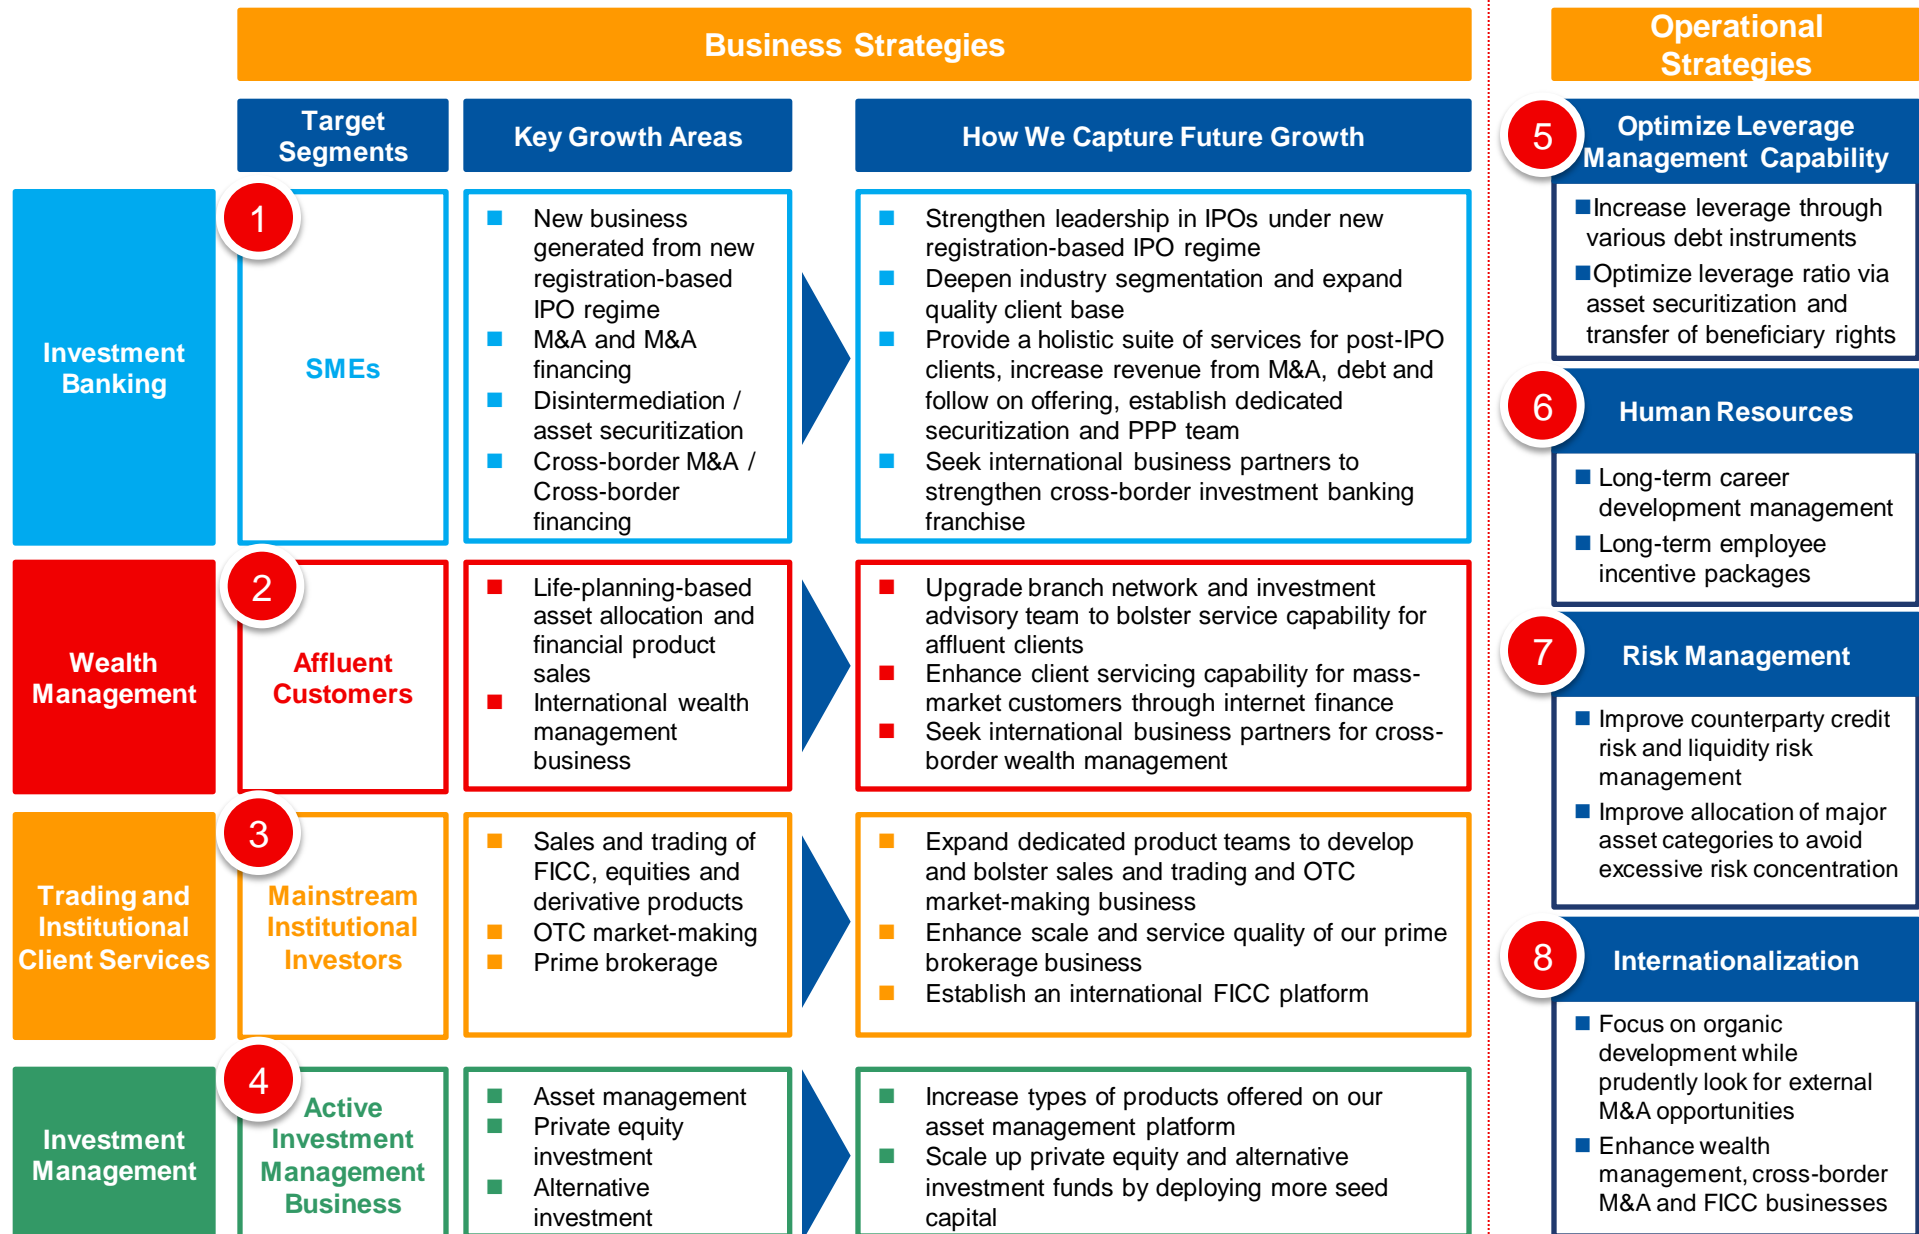 Business Strategies
Target
Segments
Key Growth Areas
How We Capture Future Growth
Investment
Banking
1
SMEs
New business
generated from new
registration-based
IPO regime
M&A and M&A
financing
Disintermediation /
asset securitization
Cross-border M&A /
Cross-border
financing
Strengthen leadership in IPOs under new
registration-based IPO regime
Deepen industry segmentation and expand
quality client base
Provide a holistic suite of services for post-IPO
clients, increase revenue from M&A, debt and
follow on offering, establish dedicated
securitization and PPP team
Seek international business partners to
strengthen cross-border investment banking
franchise
Wealth
Management
2
Affluent
Customers
Life-planning-based
asset allocation and
financial product
sales
International wealth
management
business
Upgrade branch network and investment
advisory team to bolster service capability for
affluent clients
Enhance client servicing capability for mass-
market customers through internet finance
Seek international business partners for cross-
border wealth management
Trading and
Institutional
Client Services
3
Mainstream
Institutional
Investors
Sales and trading of
FICC, equities and
derivative products
OTC market-making
Prime brokerage
Expand dedicated product teams to develop
and bolster sales and trading and OTC
market-making business
Enhance scale and service quality of our prime
brokerage business
Establish an international FICC platform
Investment
Management
4
Active
Investment
Management
Business
Asset management
Private equity
investment
Alternative
investment
Increase types of products offered on our
asset management platform
Scale up private equity and alternative
investment funds by deploying more seed
capital
Operational
Strategies
5
Optimize Leverage
Management Capability
Increase leverage through
various debt instruments
Optimize leverage ratio via
asset securitization and
transfer of beneficiary rights
6
Human Resources
Long-term career
development management
Long-term employee
incentive packages
7
Risk Management
Improve counterparty credit
risk and liquidity risk
management
Improve allocation of major
asset categories to avoid
excessive risk concentration
8
Internationalization
Focus on organic
development while
prudently look for external
M&A opportunities
Enhance wealth
management, cross-border
M&A and FICC businesses